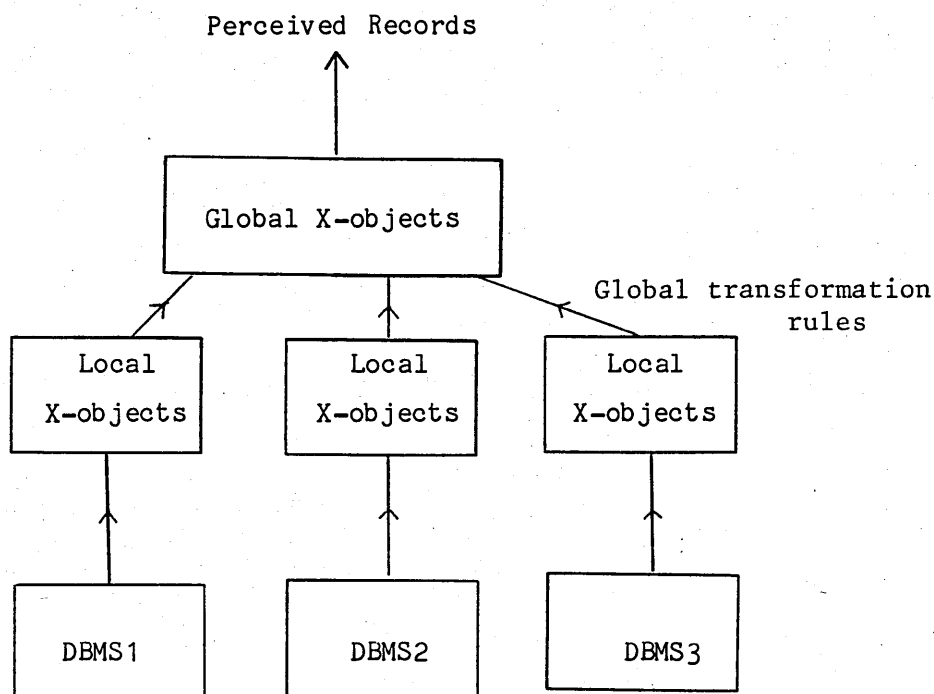 Perceived Records
Global X-objects
Global transformation
rules
Local
X-objects
Local
X-objects
Local
X-objects
DBMS1
DBMS2
DBMS3